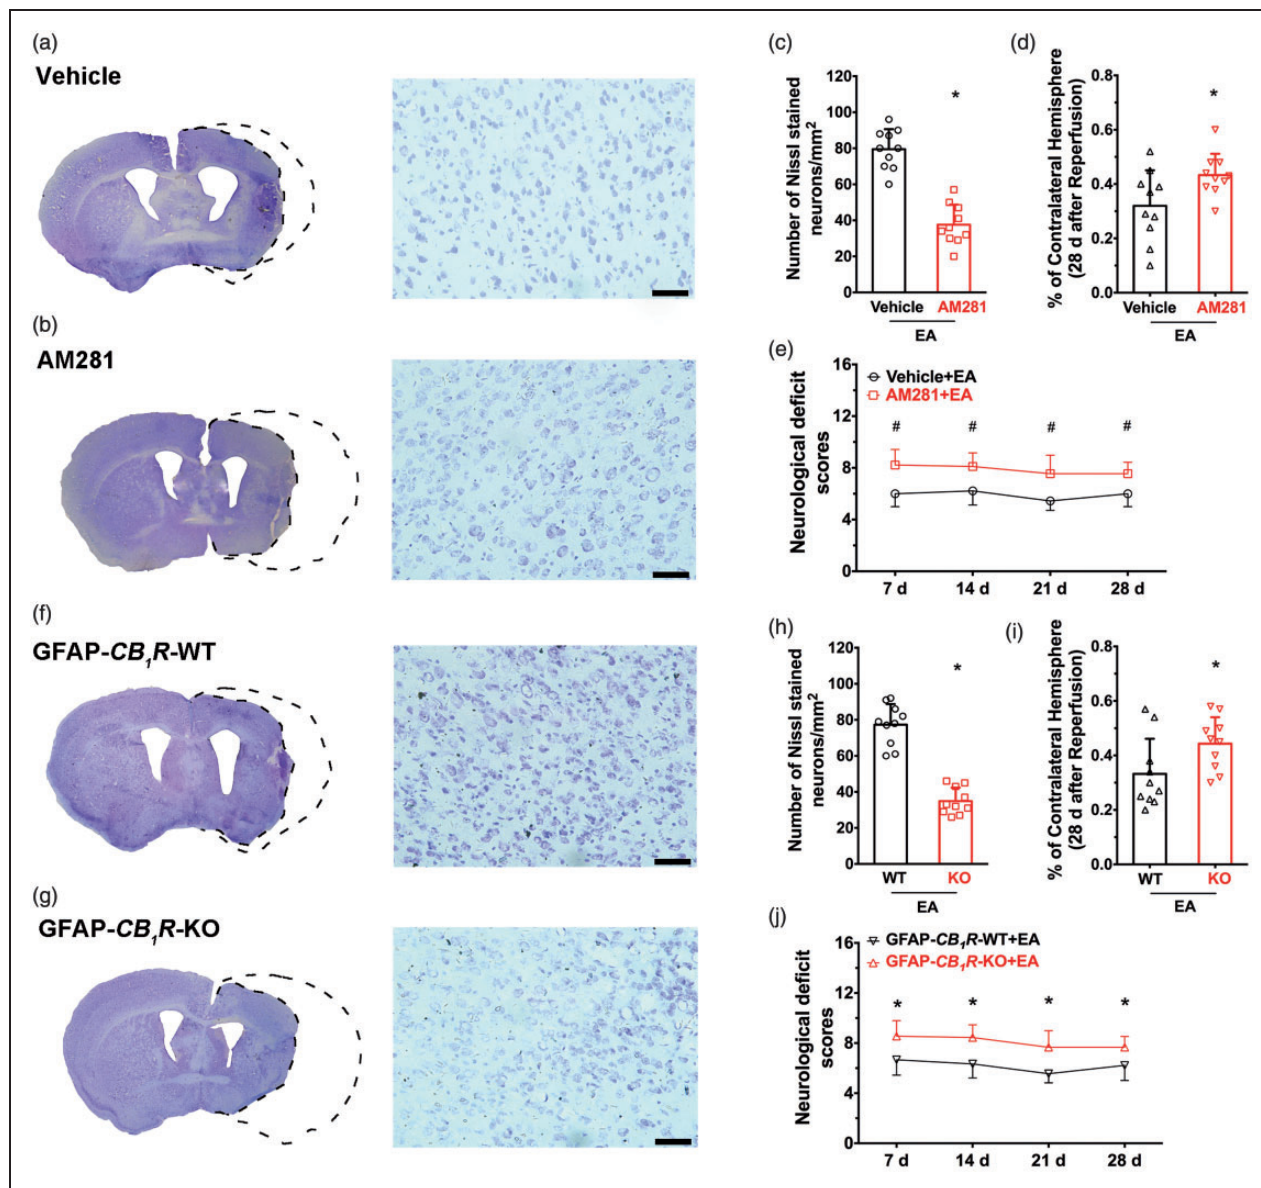 (a)
Vehicle
(b)
AM281
(c)
Number of Nissl stained
neurons/mm²
120
100
80
60
40
20
0
Vehicle AM281
EA
*
(d)
% of Contralateral Hemisphere
(28 d after Reperfusion)
0.8
0.6
0.4
0.2
0.0
Vehicle AM281
EA
*
(e)
Neurological deficit
scores
16
12
8
4
0
Vehicle+EA
AM281+EA
# # # #
7 d 14 d 21 d 28 d
(f)
GFAP-CB₁R-WT
(g)
GFAP-CB₁R-KO
(h)
Number of Nissl stained
neurons/mm²
120
100
80
60
40
20
0
WT KO
EA
*
(i)
% of Contralateral Hemisphere
(28 d after Reperfusion)
0.8
0.6
0.4
0.2
0.0
WT KO
EA
*
(j)
Neurological deficit
scores
16
12
8
4
0
GFAP-CB₁R-WT+EA
GFAP-CB₁R-KO+EA
* * * *
7 d 14 d 21 d 28 d